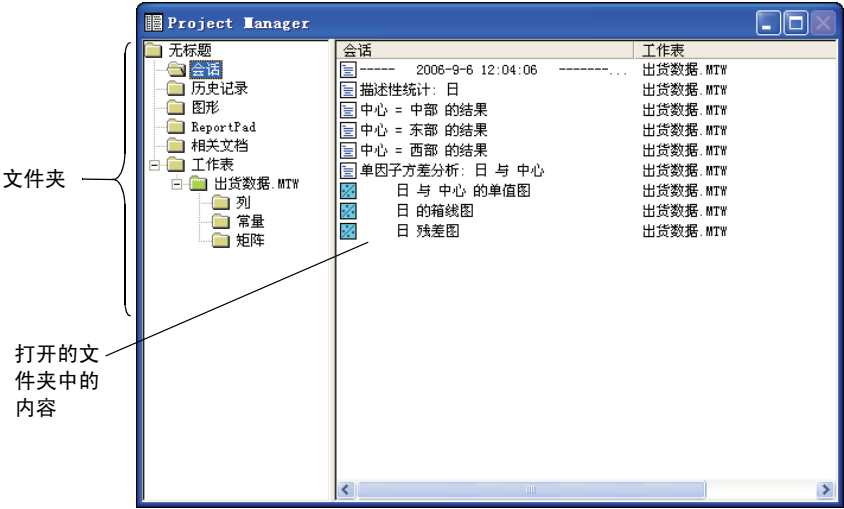 Project Manager
无标题
会话
历史记录
图形
ReportPad
相关文档
工作表
出货数据.MTW
列
常量
矩阵
会话 工作表
----- 2006-9-6 12:04:06 -------... 出货数据.MTW
描述性统计: 日 出货数据.MTW
中心 = 中部 的结果 出货数据.MTW
中心 = 东部 的结果 出货数据.MTW
中心 = 西部 的结果 出货数据.MTW
单因子方差分析: 日 与 中心 出货数据.MTW
日 与 中心 的单值图 出货数据.MTW
日 的箱线图 出货数据.MTW
日 残差图 出货数据.MTW
文件夹
打开的文
件夹中的
内容